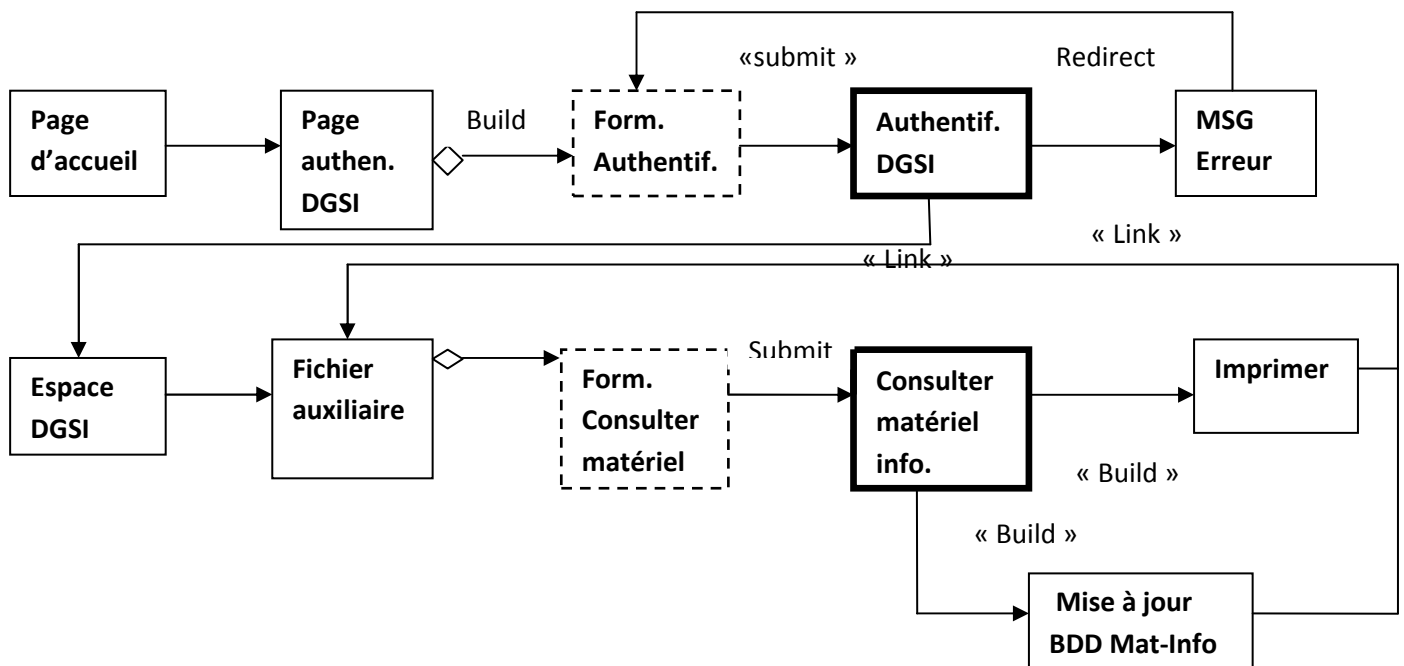 «submit »
Redirect
Page
d’accueil
Page
authen.
DGSI
Build
Form.
Authentif.
Authentif.
DGSI
MSG
Erreur
« Link »
« Link »
Espace
DGSI
Fichier
auxiliaire
Form.
Consulter
matériel
Submit
Consulter
matériel
info.
Imprimer
« Build »
« Build »
Mise à jour
BDD Mat-Info